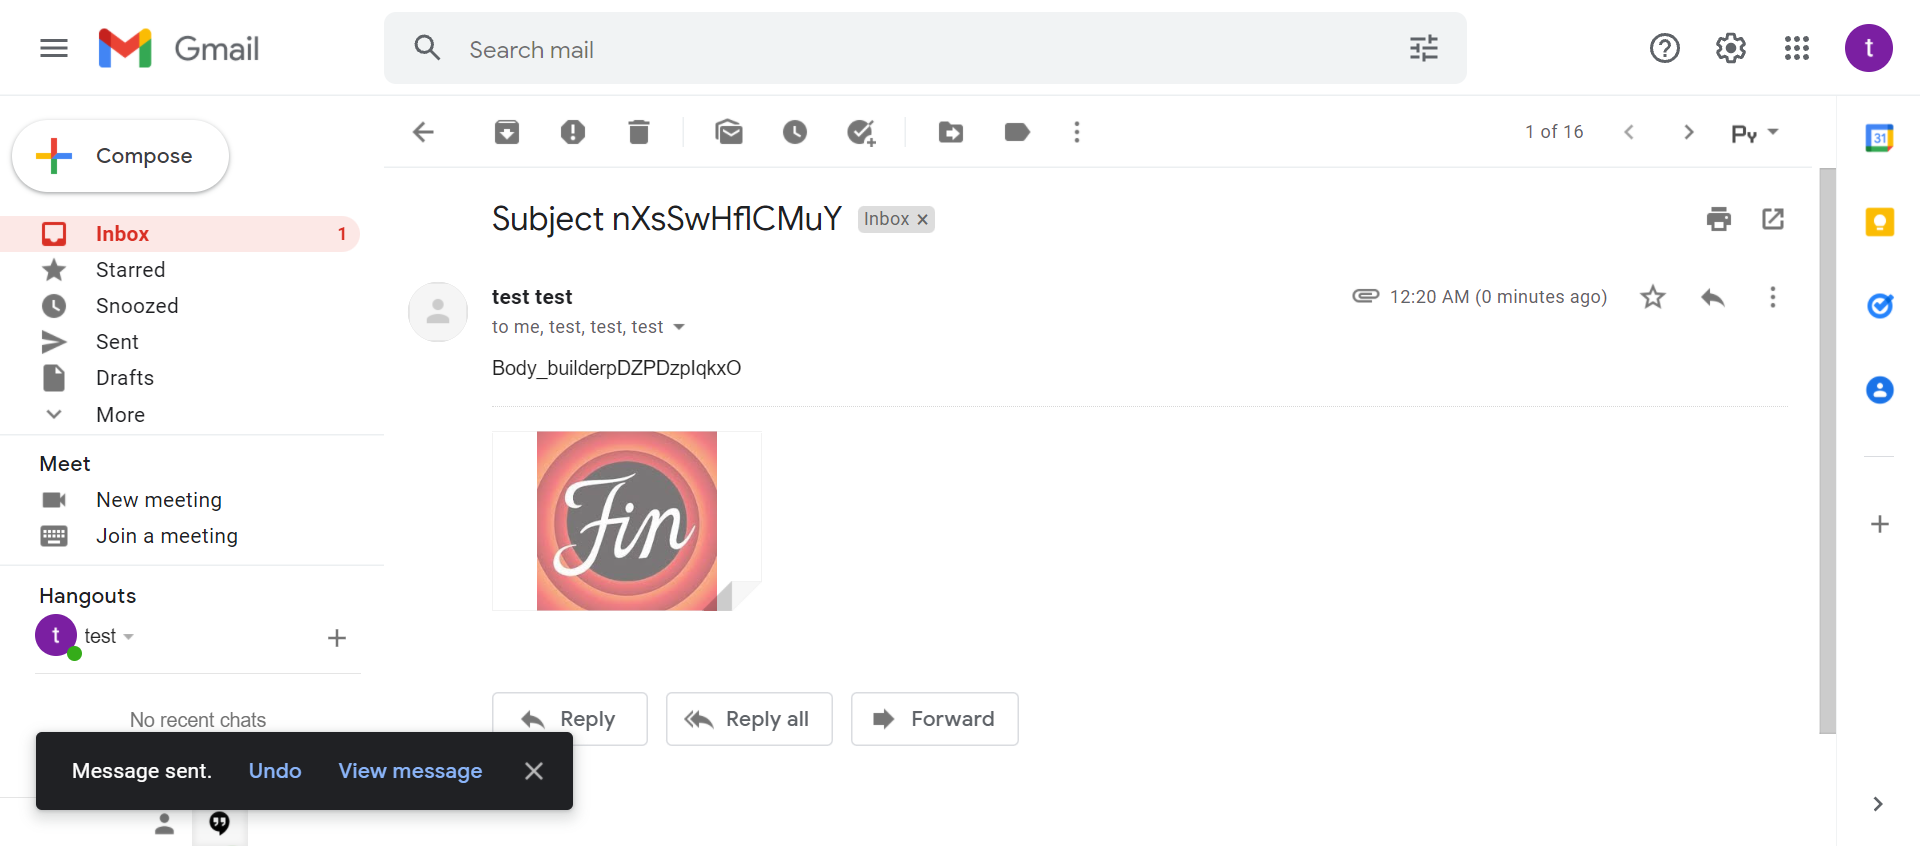 Gmail
Search mail
t
Compose
1 of 16
Py
31
Inbox 1
Starred
Snoozed
Sent
Drafts
More
Meet
New meeting
Join a meeting
Hangouts
t test
No recent chats
Message sent. Undo View message
Subject nXsSwHflCMuY Inbox
test test
12:20 AM (0 minutes ago)
to me, test, test, test
Body_builderpDZPDzpIqkxO
Fin
Reply Reply all Forward